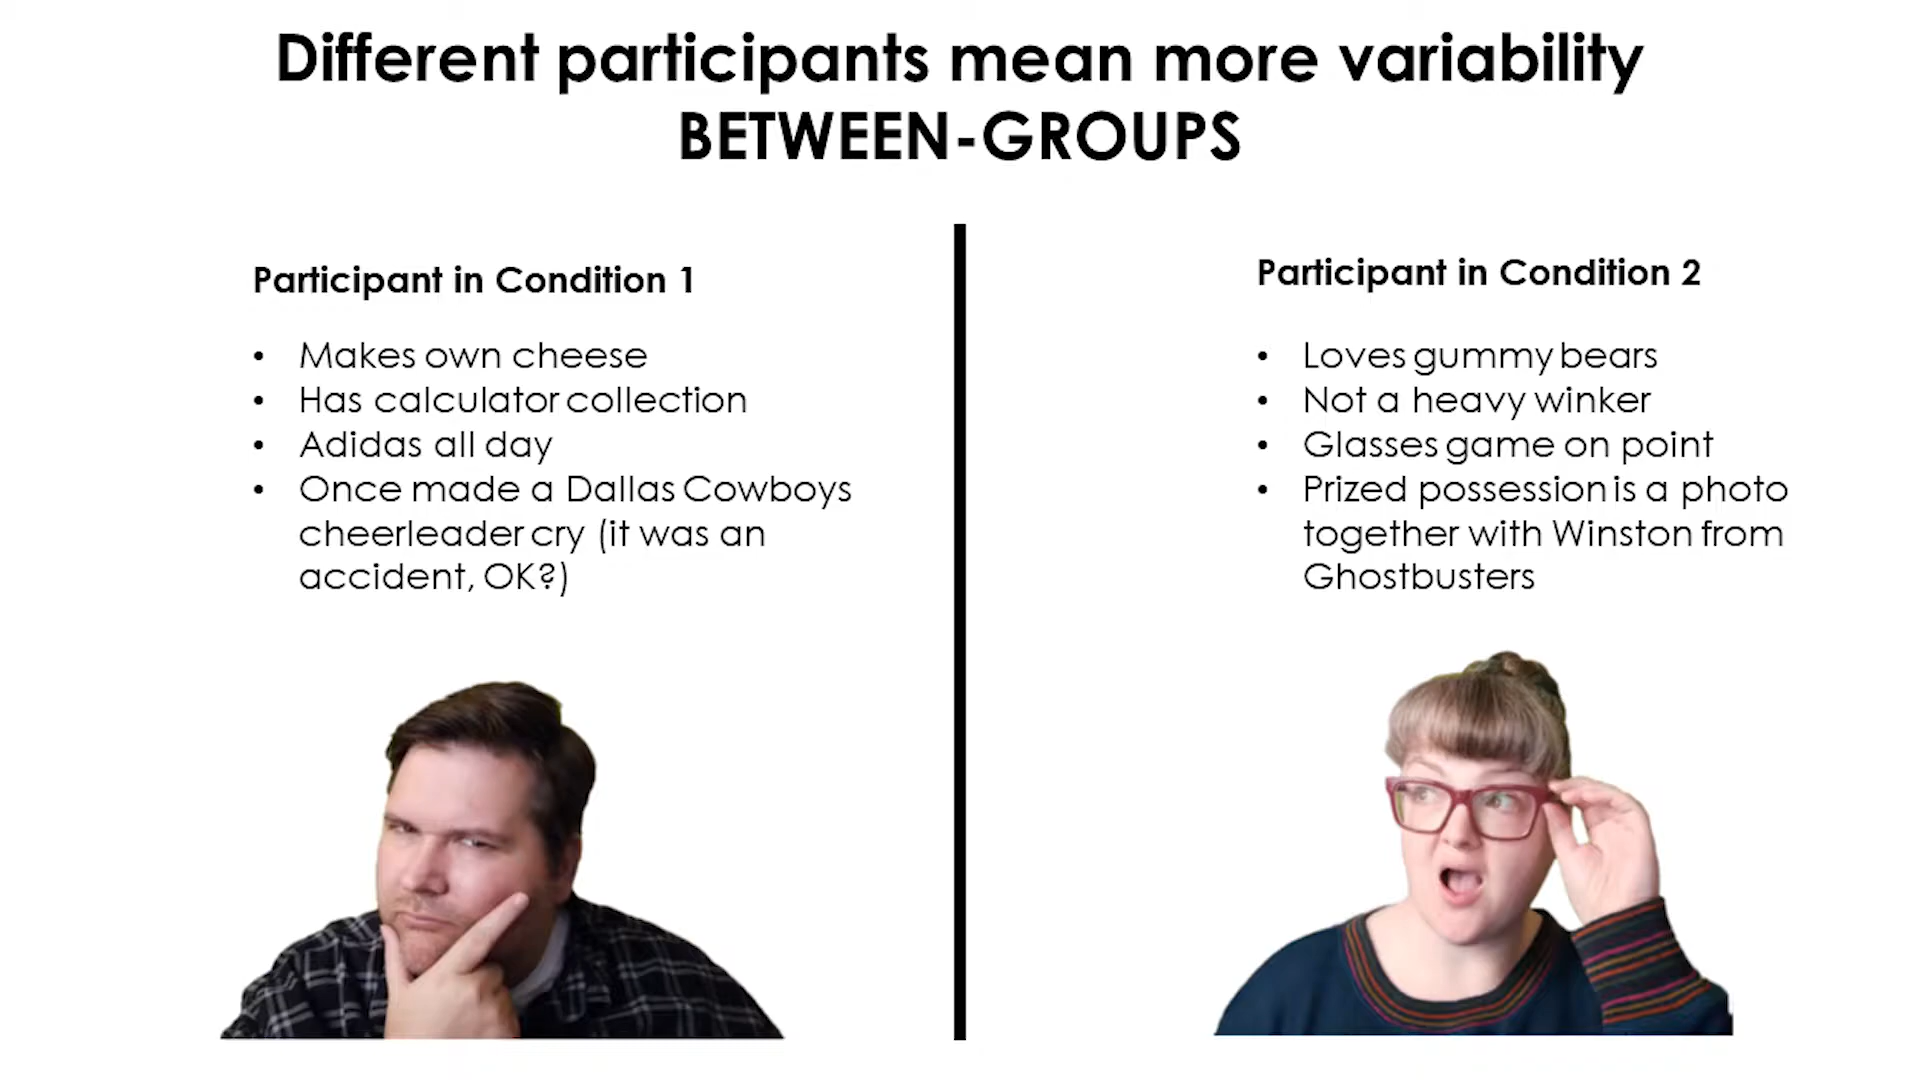 Different participants mean more variability
BETWEEN-GROUPS
Participant in Condition 1
• Makes own cheese
• Has calculator collection
• Adidas all day
• Once made a Dallas Cowboys
cheerleader cry (it was an
accident, OK?)
Participant in Condition 2
• Loves gummy bears
• Not a heavy winker
• Glasses game on point
• Prized possession is a photo
together with Winston from
Ghostbusters